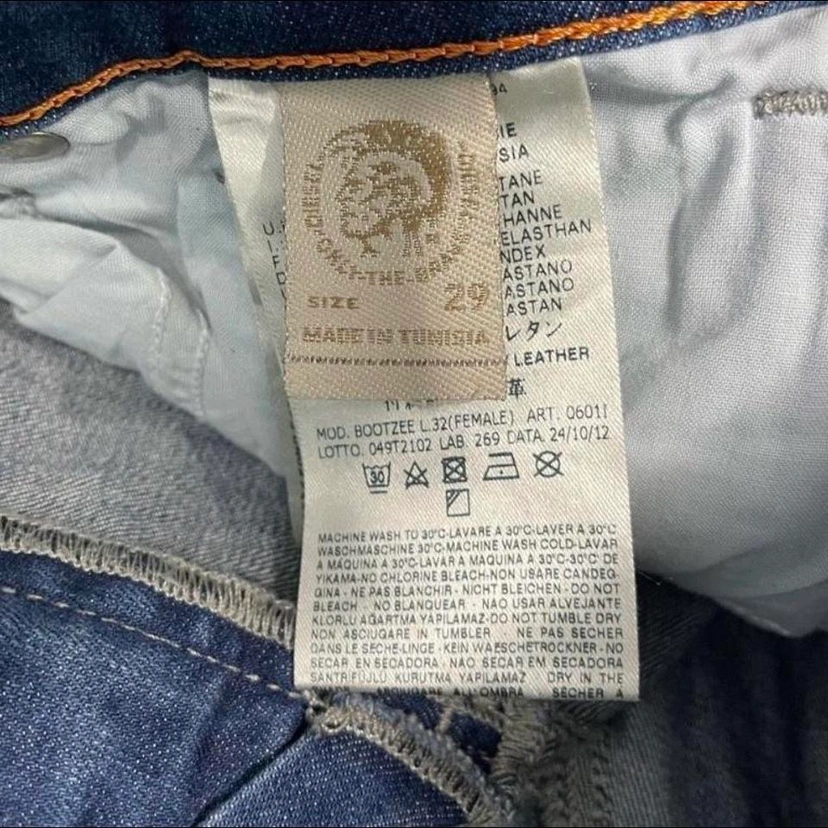 DIESEL
ONLY-THE-BRAVE
SIZE 29
MADE IN TUNISIA
94
IE
SIA
TANE
TAN
HANNE
ELASTHAN
NDEX
ASTANO
ASTANO
ASTAN
レタン
LEATHER
革
MOD. BOOTZEE L.32(FEMALE) ART. 0601I
LOTTO. 049T2102 LAB. 269 DATA. 24/10/12
30
MACHINE WASH TO 30°C-LAVARE A 30°C-LAVER A 30°C
WASCHMASCHINE 30°C-MACHINE WASH COLD-LAVAR
A MAQUINA A 30°C-LAVAR A MAQUINA A 30°C-30°C DE
YIKAMA-NO CHLORINE BLEACH-NON USARE CANDEG-
GINA - NE PAS BLANCHIR - NICHT BLEICHEN - DO NOT
BLEACH - NO BLANQUEAR - NAO USAR ALVEJANTE
KLORLU AGARTMA YAPILAMAZ-DO NOT TUMBLE DRY
NON ASCIUGARE IN TUMBLER - NE PAS SECHER
DANS LE SECHE-LINGE - KEIN WAESCHETROCKNER - NO
SECAR EN SECADORA - NÃO SECAR EM SECADORA
SANTRIFÜJLU KURUTMA YAPILAMAZ DRY IN THE
ASCIUGARE ALL'OMBRA SÉCHER A